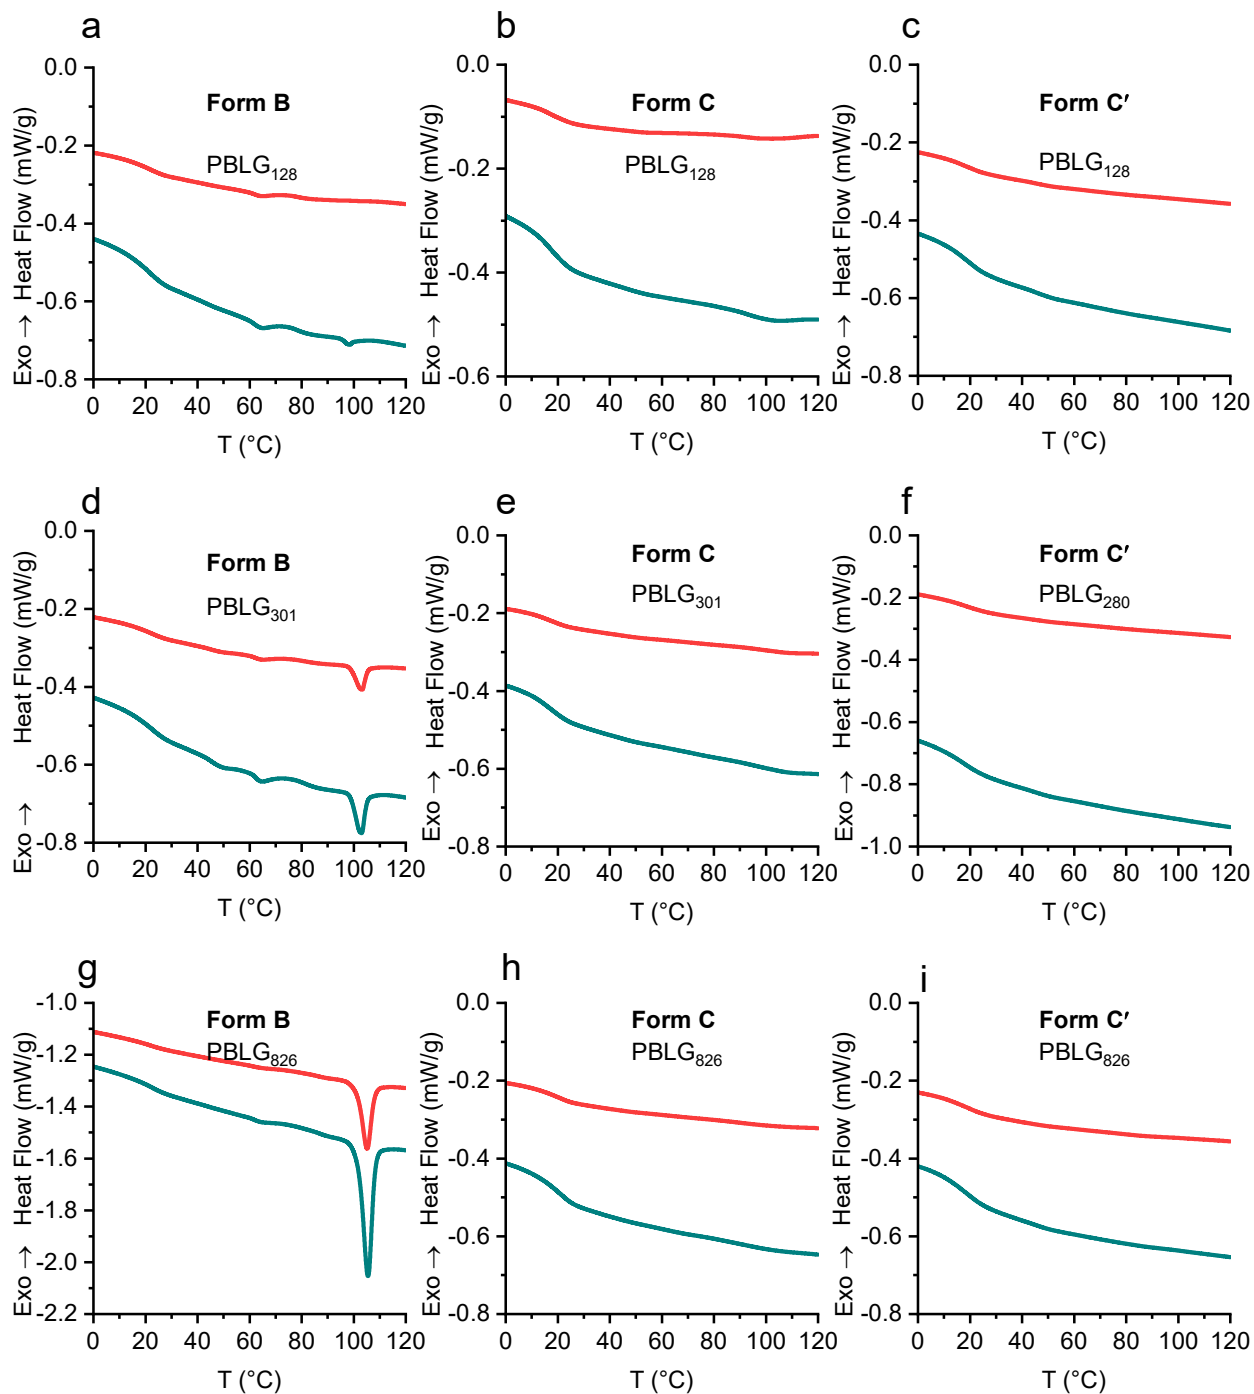 a
0.0
-0.2
-0.4
-0.6
-0.8
Exo → Heat Flow (mW/g)
Form B
PBLG128
0 20 40 60 80 100 120
T (°C)
b
0.0
-0.2
-0.4
-0.6
Exo → Heat Flow (mW/g)
Form C
PBLG128
0 20 40 60 80 100 120
T (°C)
c
0.0
-0.2
-0.4
-0.6
-0.8
Exo → Heat Flow (mW/g)
Form C′
PBLG128
0 20 40 60 80 100 120
T (°C)
d
0.0
-0.2
-0.4
-0.6
-0.8
Exo → Heat Flow (mW/g)
Form B
PBLG301
0 20 40 60 80 100 120
T (°C)
e
0.0
-0.2
-0.4
-0.6
-0.8
Exo → Heat Flow (mW/g)
Form C
PBLG301
0 20 40 60 80 100 120
T (°C)
f
0.0
-0.2
-0.4
-0.6
-0.8
-1.0
Exo → Heat Flow (mW/g)
Form C′
PBLG280
0 20 40 60 80 100 120
T (°C)
g
-1.0
-1.2
-1.4
-1.6
-1.8
-2.0
-2.2
Exo → Heat Flow (mW/g)
Form B
PBLG826
0 20 40 60 80 100 120
T (°C)
h
0.0
-0.2
-0.4
-0.6
-0.8
Exo → Heat Flow (mW/g)
Form C
PBLG826
0 20 40 60 80 100 120
T (°C)
i
0.0
-0.2
-0.4
-0.6
-0.8
Exo → Heat Flow (mW/g)
Form C′
PBLG826
0 20 40 60 80 100 120
T (°C)